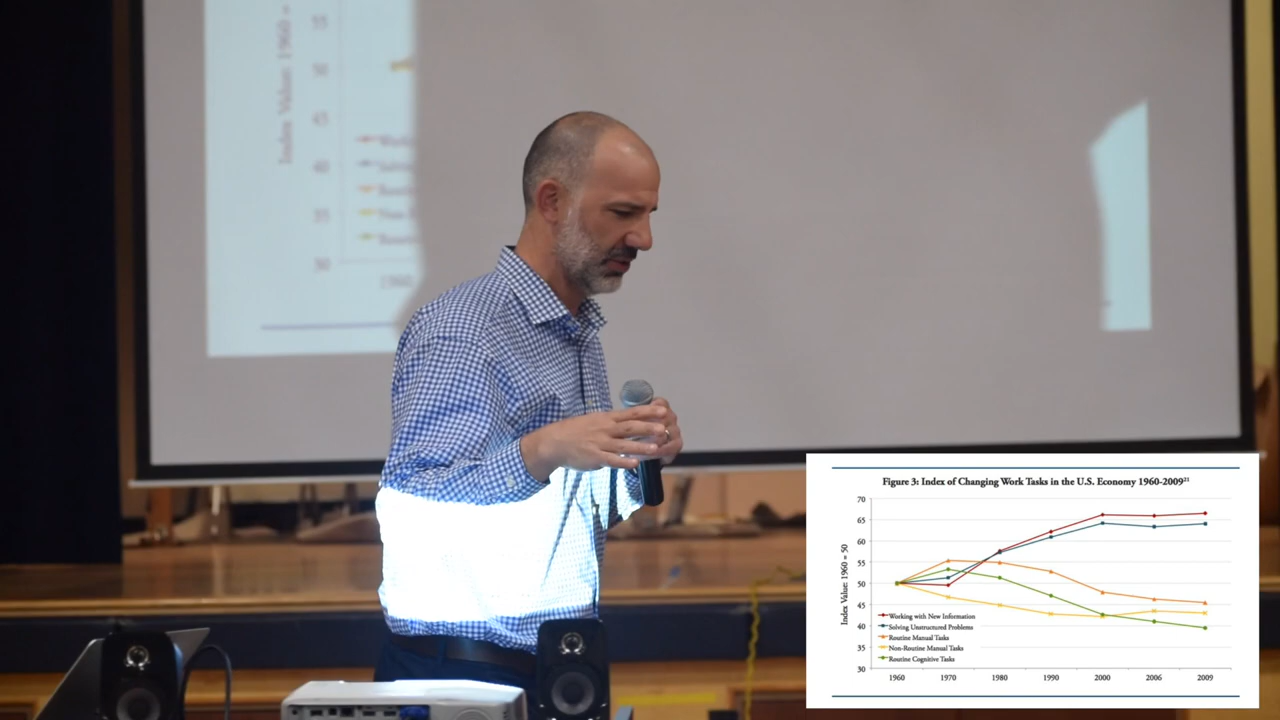 Index Value: 1960 =
55
50
45
40
35
30
1960
Figure 3: Index of Changing Work Tasks in the U.S. Economy 1960-2009²¹
70
65
60
55
50
45
40
35
30
Index Value: 1960 = 50
Working with New Information
Solving Unstructured Problems
Routine Manual Tasks
Non-Routine Manual Tasks
Routine Cognitive Tasks
1960 1970 1980 1990 2000 2006 2009